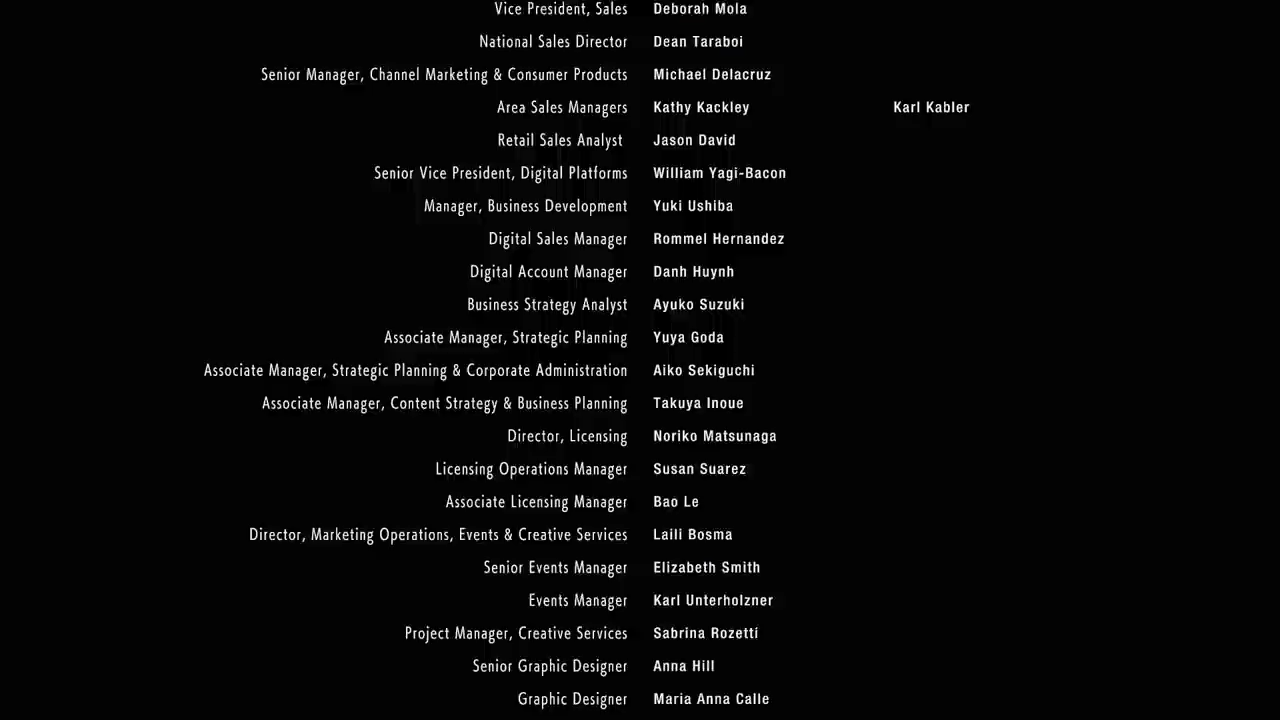 Vice President, Sales Deborah Mola
National Sales Director Dean Taraboi
Senior Manager, Channel Marketing & Consumer Products Michael Delacruz
Area Sales Managers Kathy Kackley Karl Kabler
Retail Sales Analyst Jason David
Senior Vice President, Digital Platforms William Yagi-Bacon
Manager, Business Development Yuki Ushiba
Digital Sales Manager Rommel Hernandez
Digital Account Manager Danh Huynh
Business Strategy Analyst Ayuko Suzuki
Associate Manager, Strategic Planning Yuya Goda
Associate Manager, Strategic Planning & Corporate Administration Aiko Sekiguchi
Associate Manager, Content Strategy & Business Planning Takuya Inoue
Director, Licensing Noriko Matsunaga
Licensing Operations Manager Susan Suarez
Associate Licensing Manager Bao Le
Director, Marketing Operations, Events & Creative Services Laili Bosma
Senior Events Manager Elizabeth Smith
Events Manager Karl Unterholzner
Project Manager, Creative Services Sabrina Rozetti
Senior Graphic Designer Anna Hill
Graphic Designer Maria Anna Calle